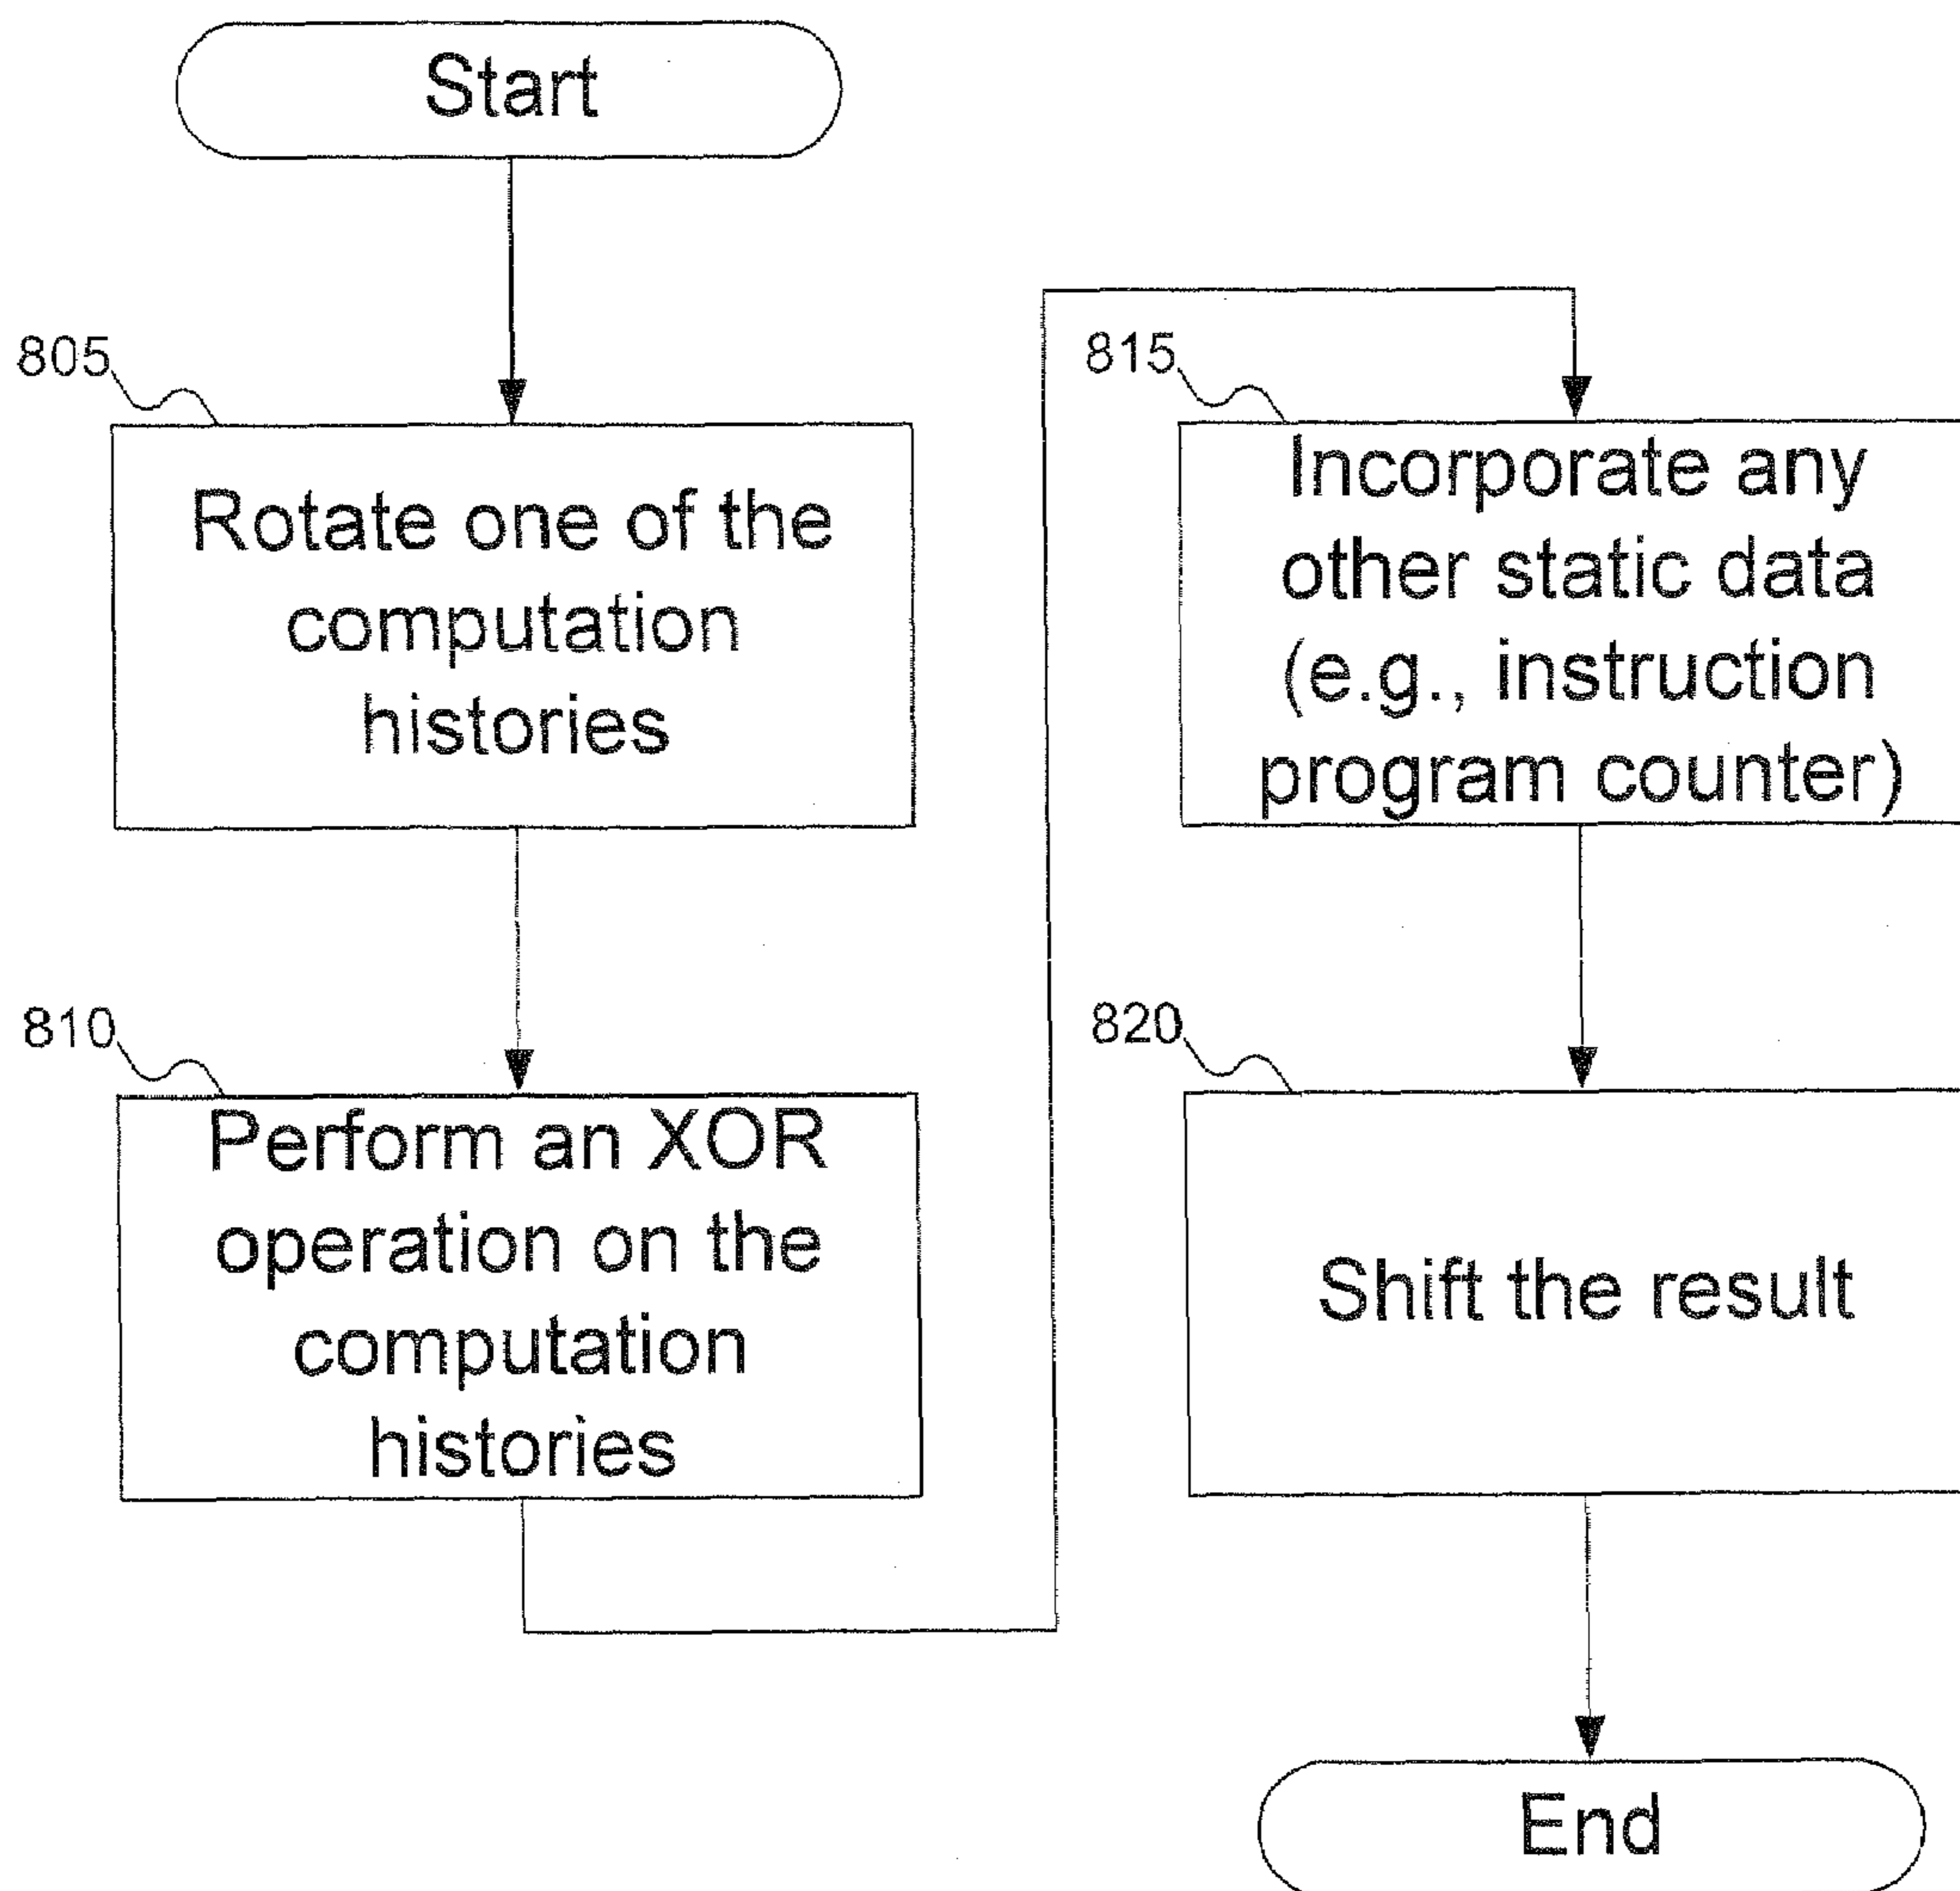 Start
805
Rotate one of the
computation
histories
810
Perform an XOR
operation on the
computation
histories
815
Incorporate any
other static data
(e.g., instruction
program counter)
820
Shift the result
End